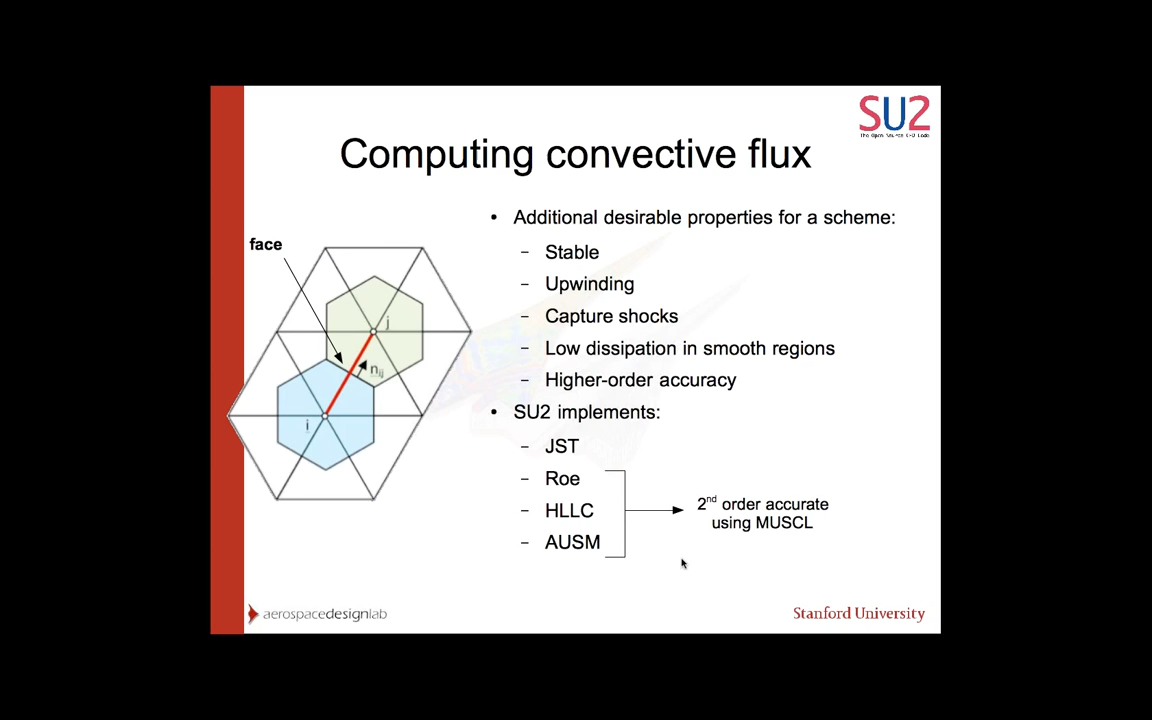 SU2
The Open Source CFD Code
Computing convective flux
face
j
n_ij
i
• Additional desirable properties for a scheme:
– Stable
– Upwinding
– Capture shocks
– Low dissipation in smooth regions
– Higher-order accuracy
• SU2 implements:
– JST
– Roe
– HLLC
– AUSM
2nd order accurate
using MUSCL
aerospacedesignlab
Stanford University